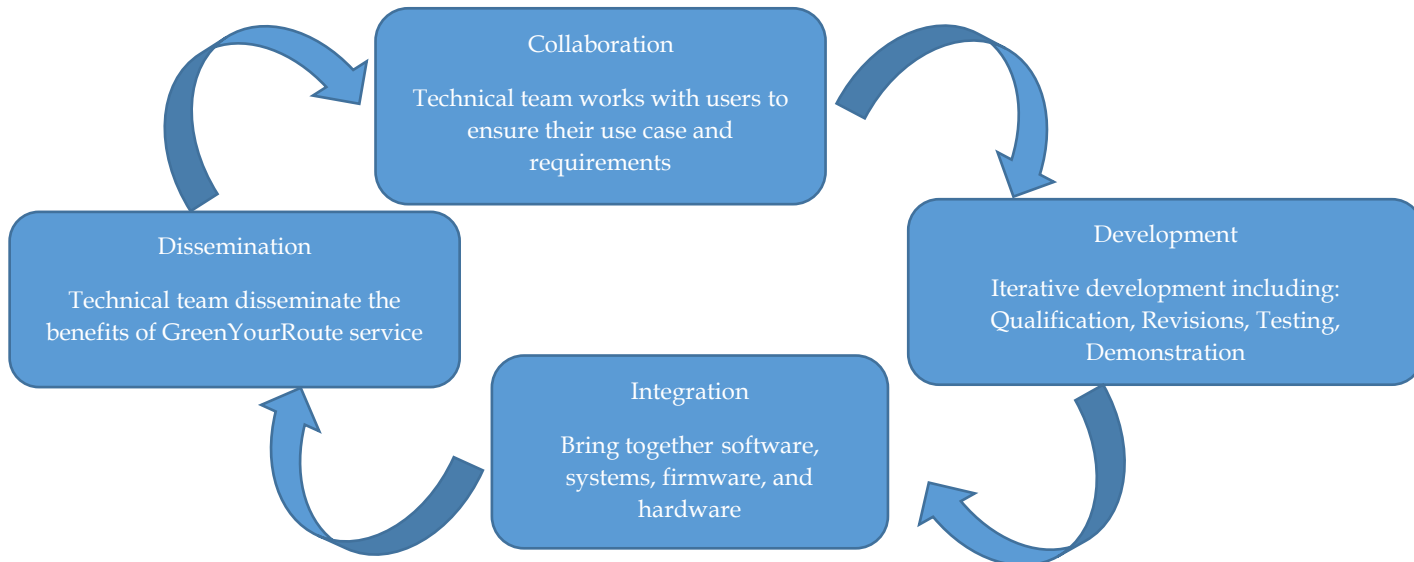 Collaboration
Technical team works with users to
ensure their use case and
requirements
Development
Iterative development including:
Qualification, Revisions, Testing,
Demonstration
Integration
Bring together software,
systems, firmware, and
hardware
Dissemination
Technical team disseminate the
benefits of GreenYourRoute service